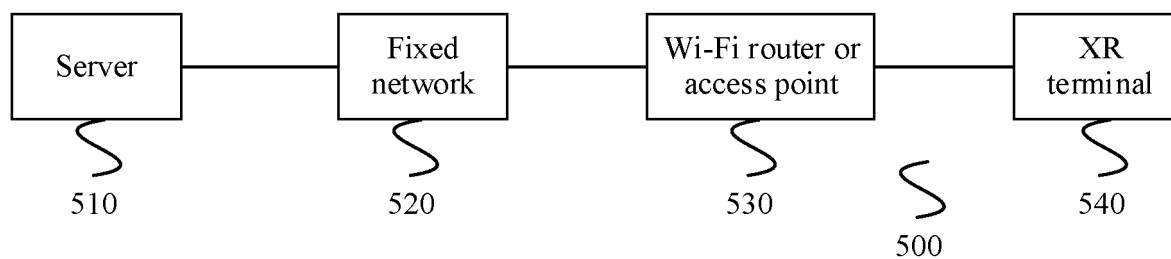 Server
Fixed
network
Wi-Fi router or
access point
XR
terminal
510
520
530
540
500